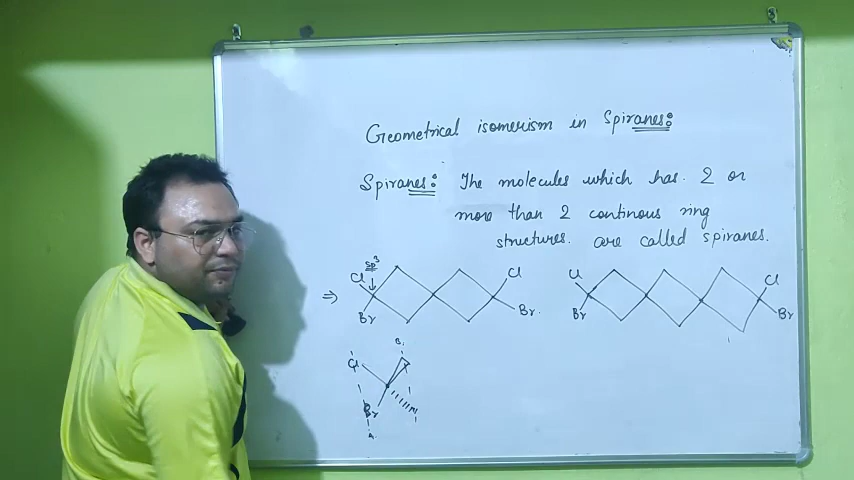 Geometrical isomerism in Spiranes:
Spiranes: The molecules which has 2 or
more than 2 continous ring
structures. are called spiranes.
sp³
Cl Cl Cl Cl
⇒
Br Br. Br Br
Cl
Br